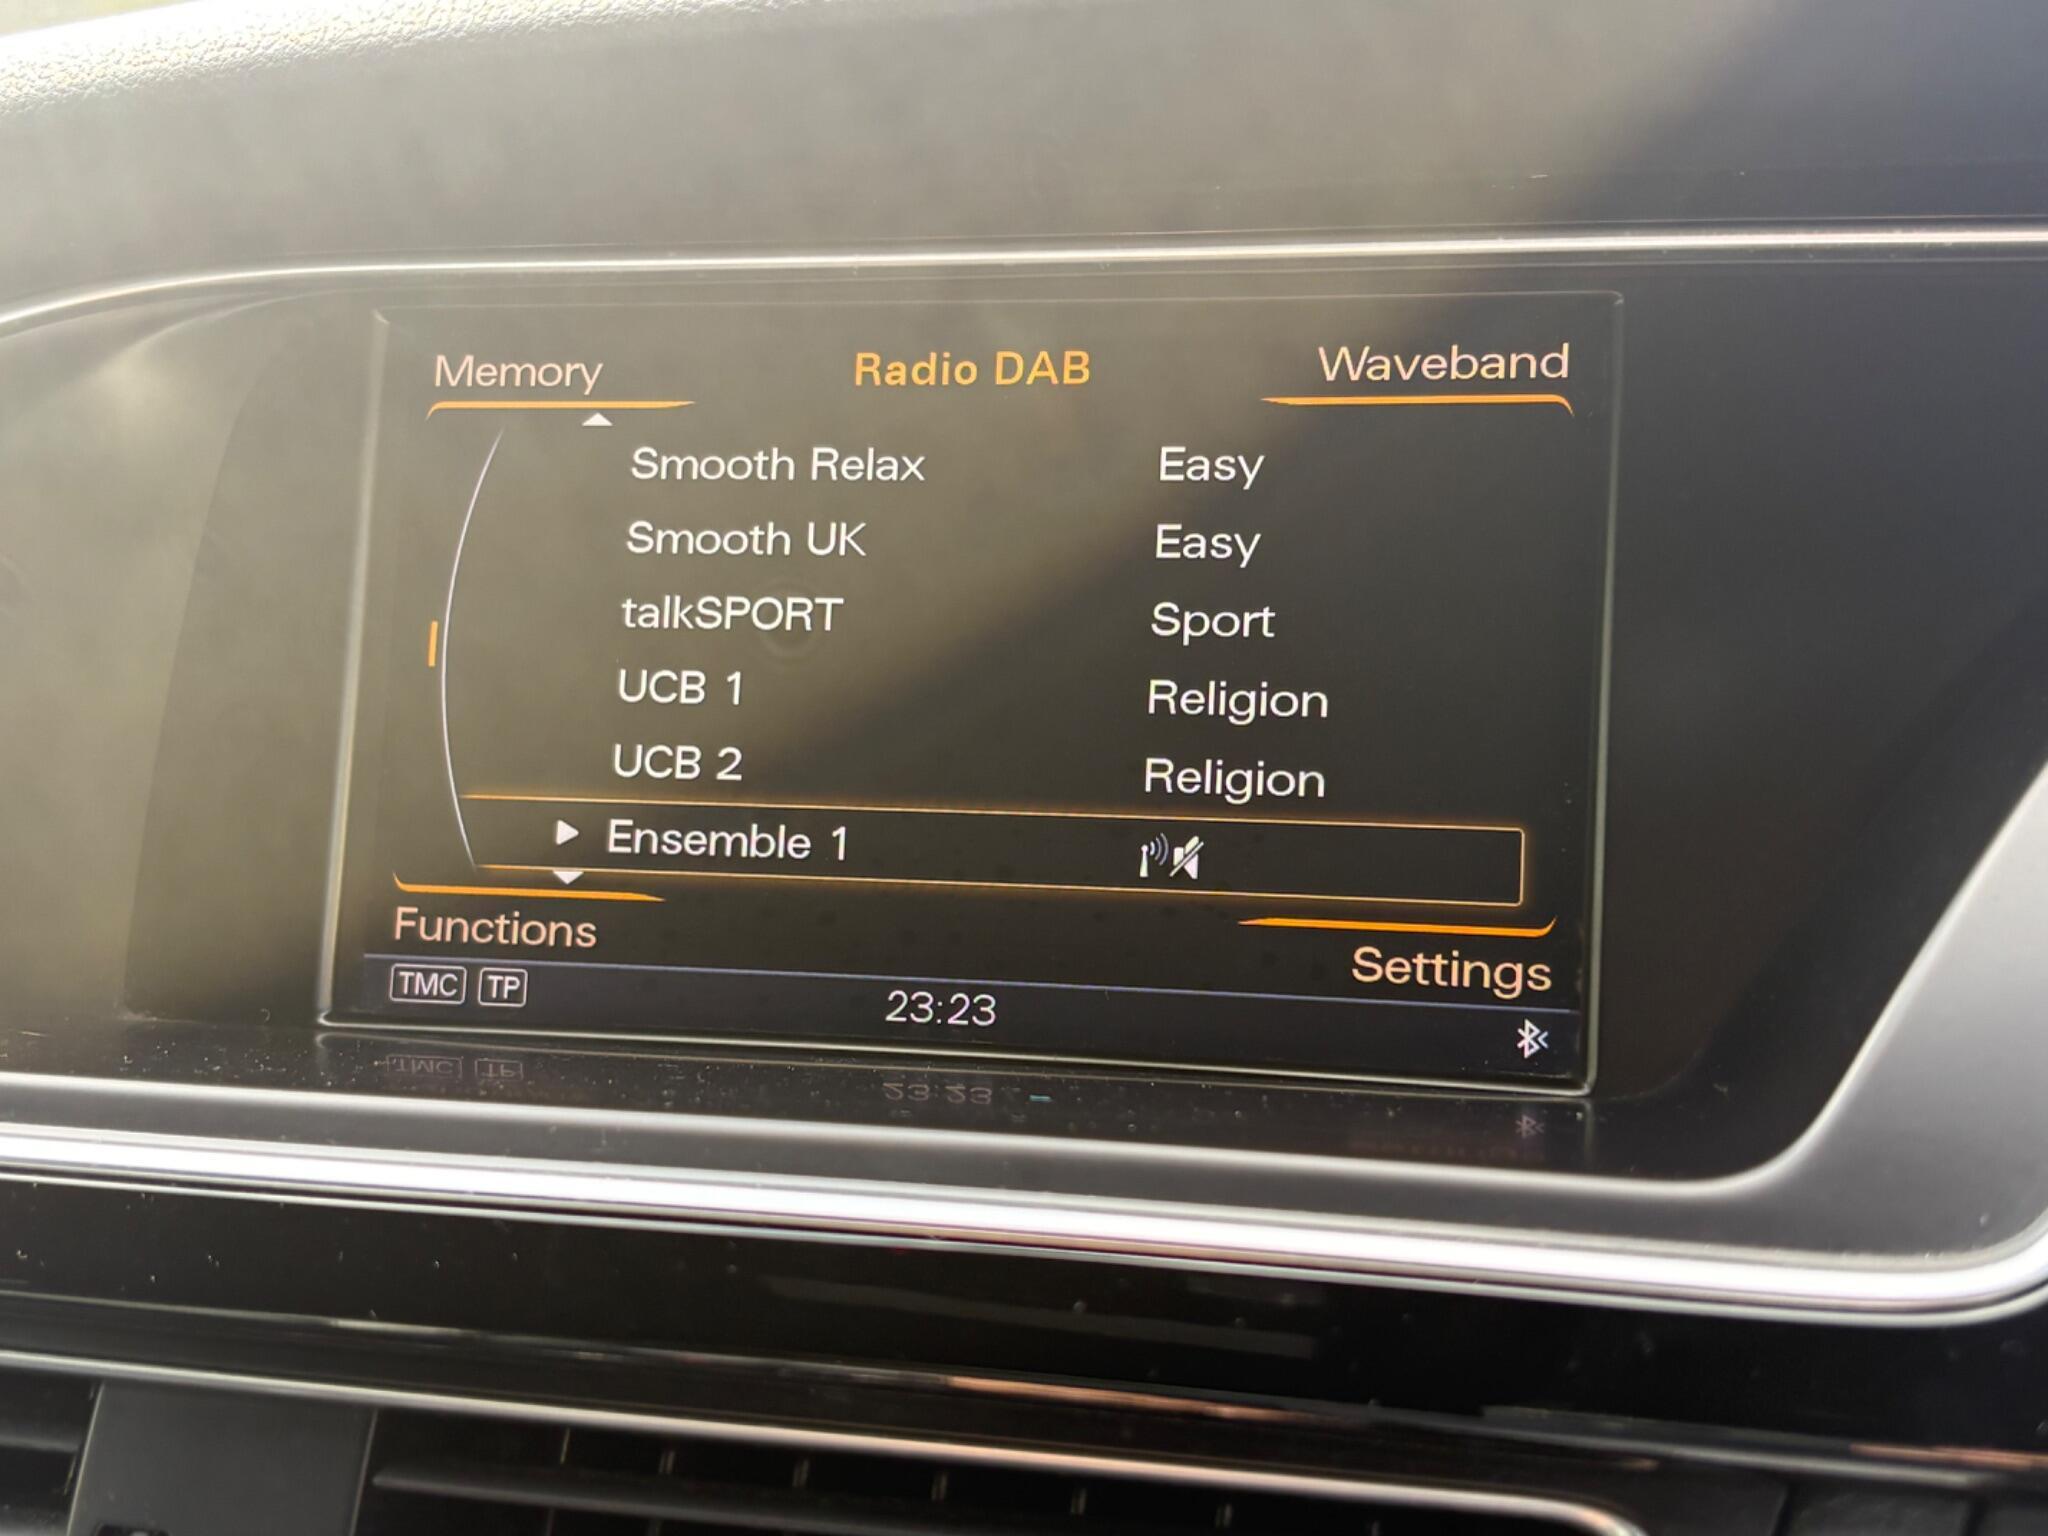 Memory Radio DAB Waveband
Smooth Relax Easy
Smooth UK Easy
talkSPORT Sport
UCB 1 Religion
UCB 2 Religion
Ensemble 1
Functions
Settings
TMC TP 23:23